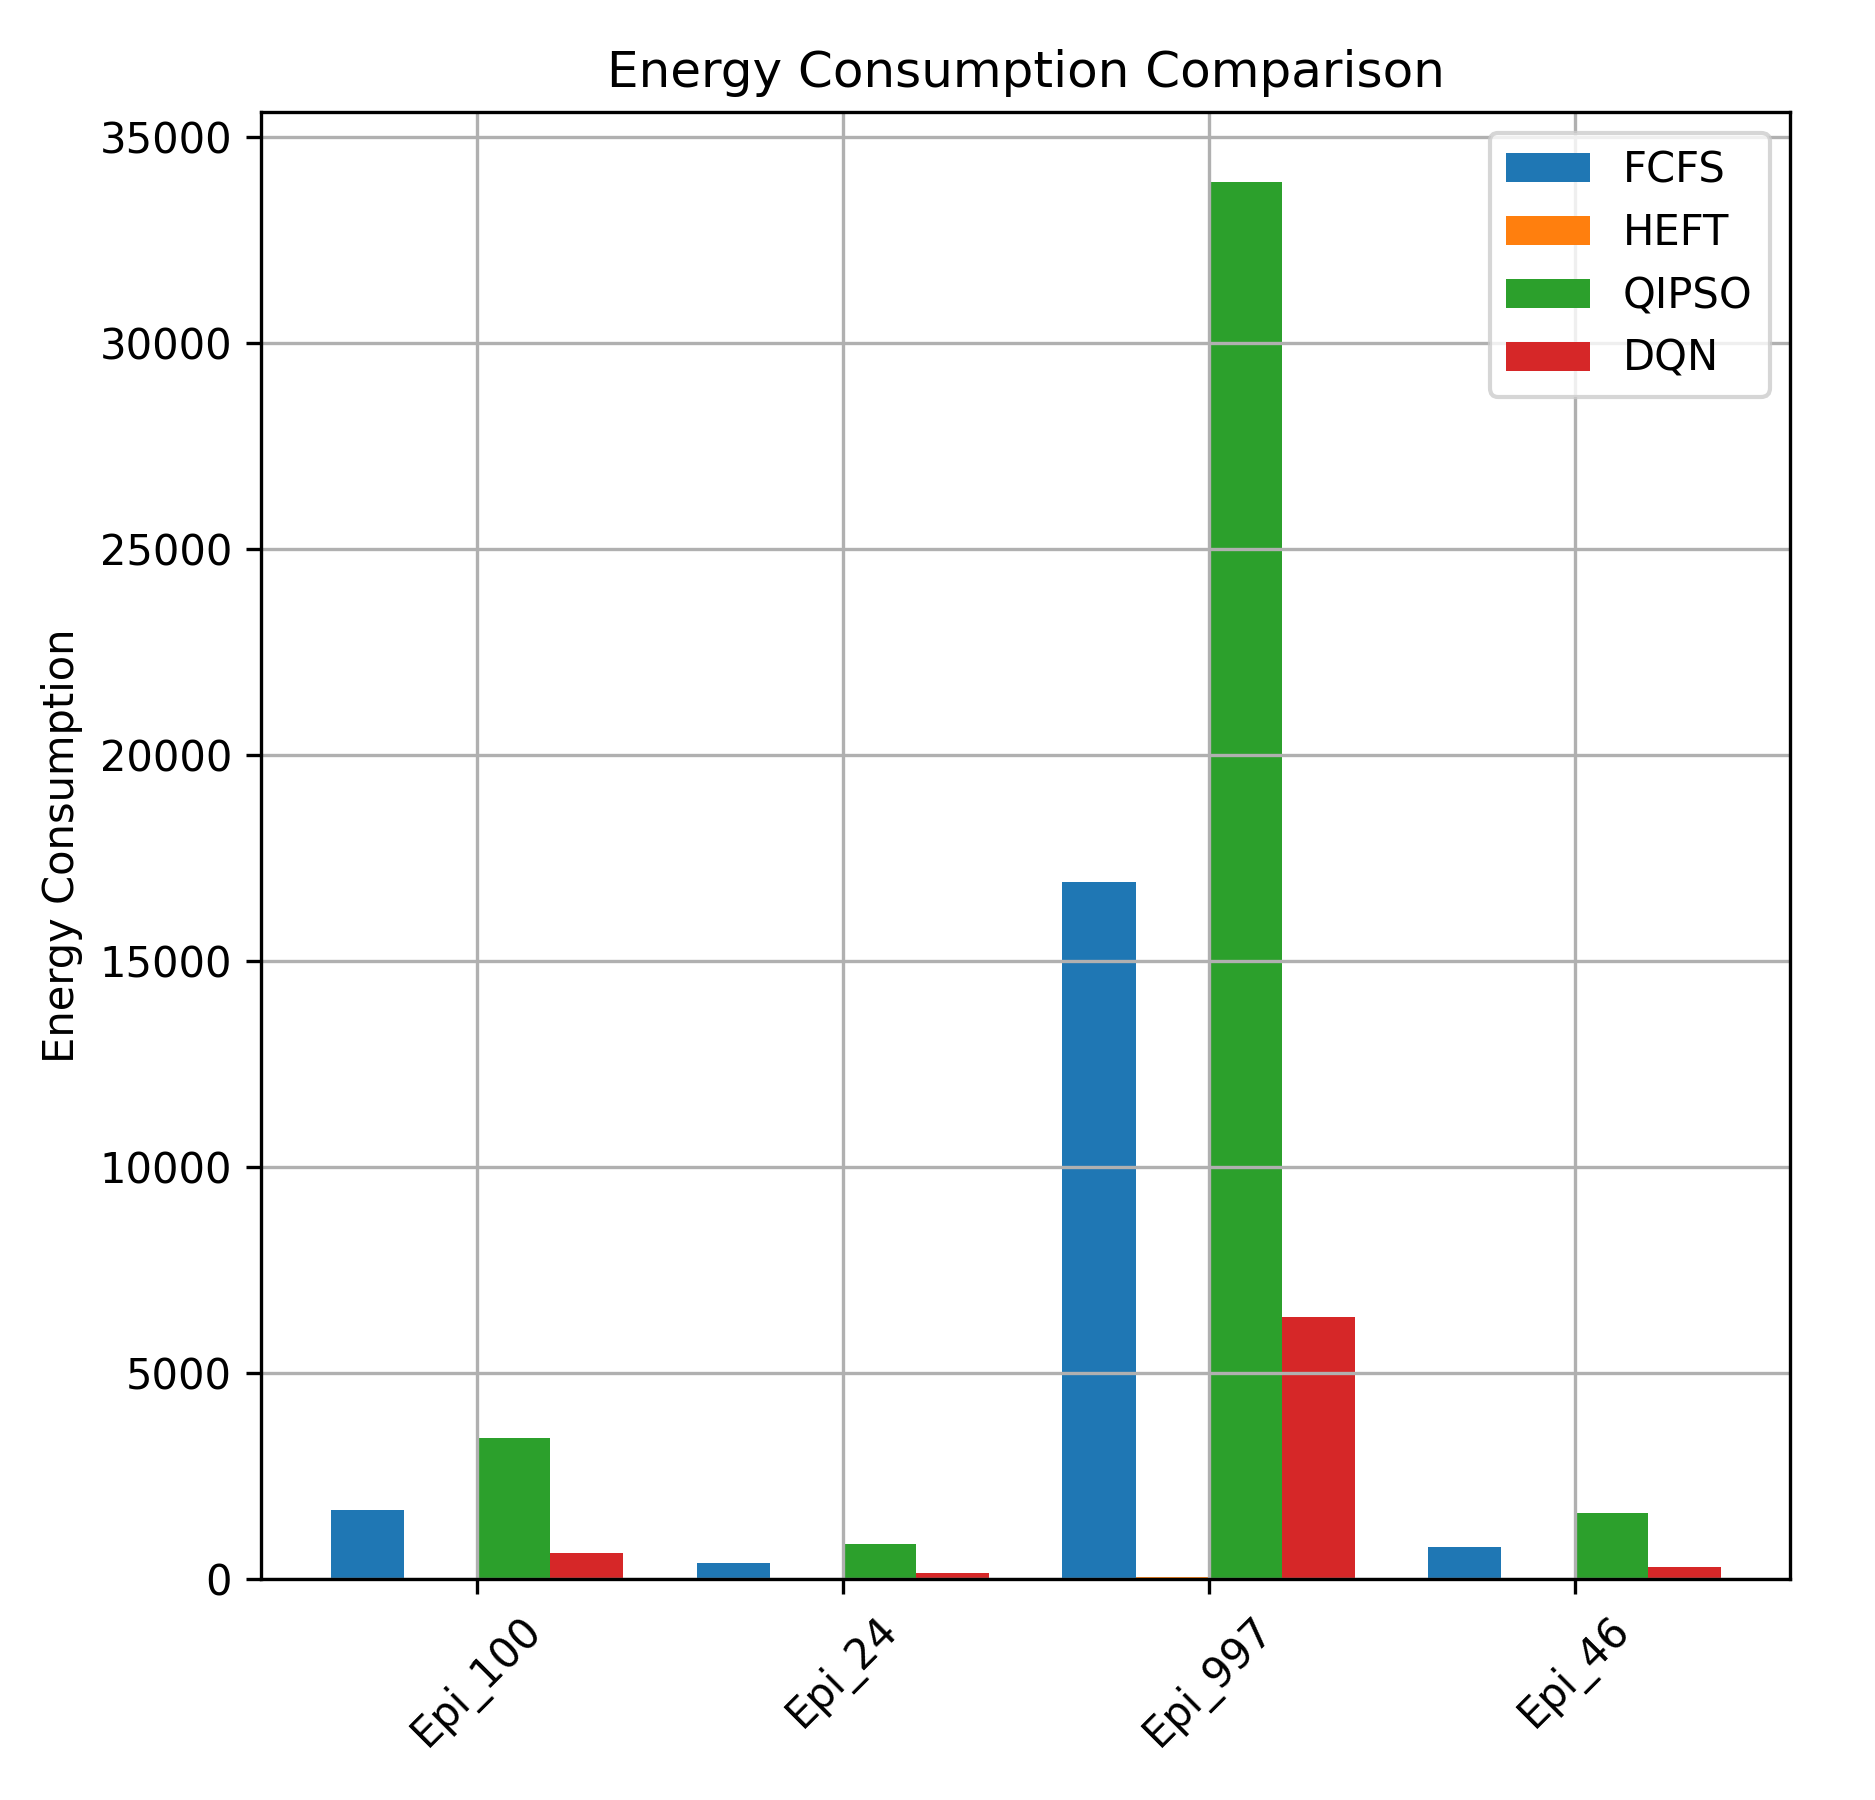 Energy Consumption Comparison
35000
30000
25000
20000
15000
10000
5000
0
Energy Consumption
FCFS
HEFT
QIPSO
DQN
Epi_100
Epi_24
Epi_997
Epi_46